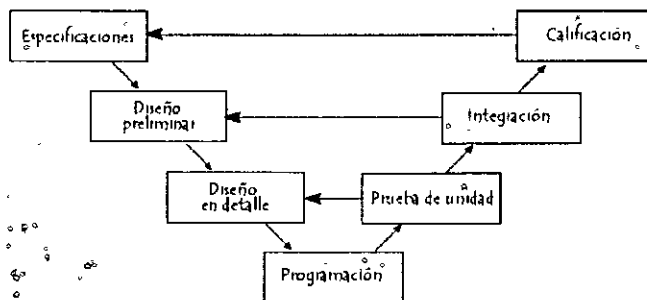 Especificaciones
Calificación
Diseño
preliminar
Integración
Diseño
en detalle
Prueba de unidad
Programación